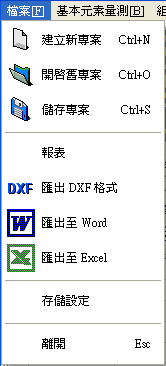 檔案[F] 基本元素量測[B]
建立新專案 Ctrl+N
開啓舊專案 Ctrl+O
儲存專案 Ctrl+S
報表
DXF 匯出 DXF 格式
W 匯出至 Word
X 匯出至 Excel
存儲設定
離開 Esc